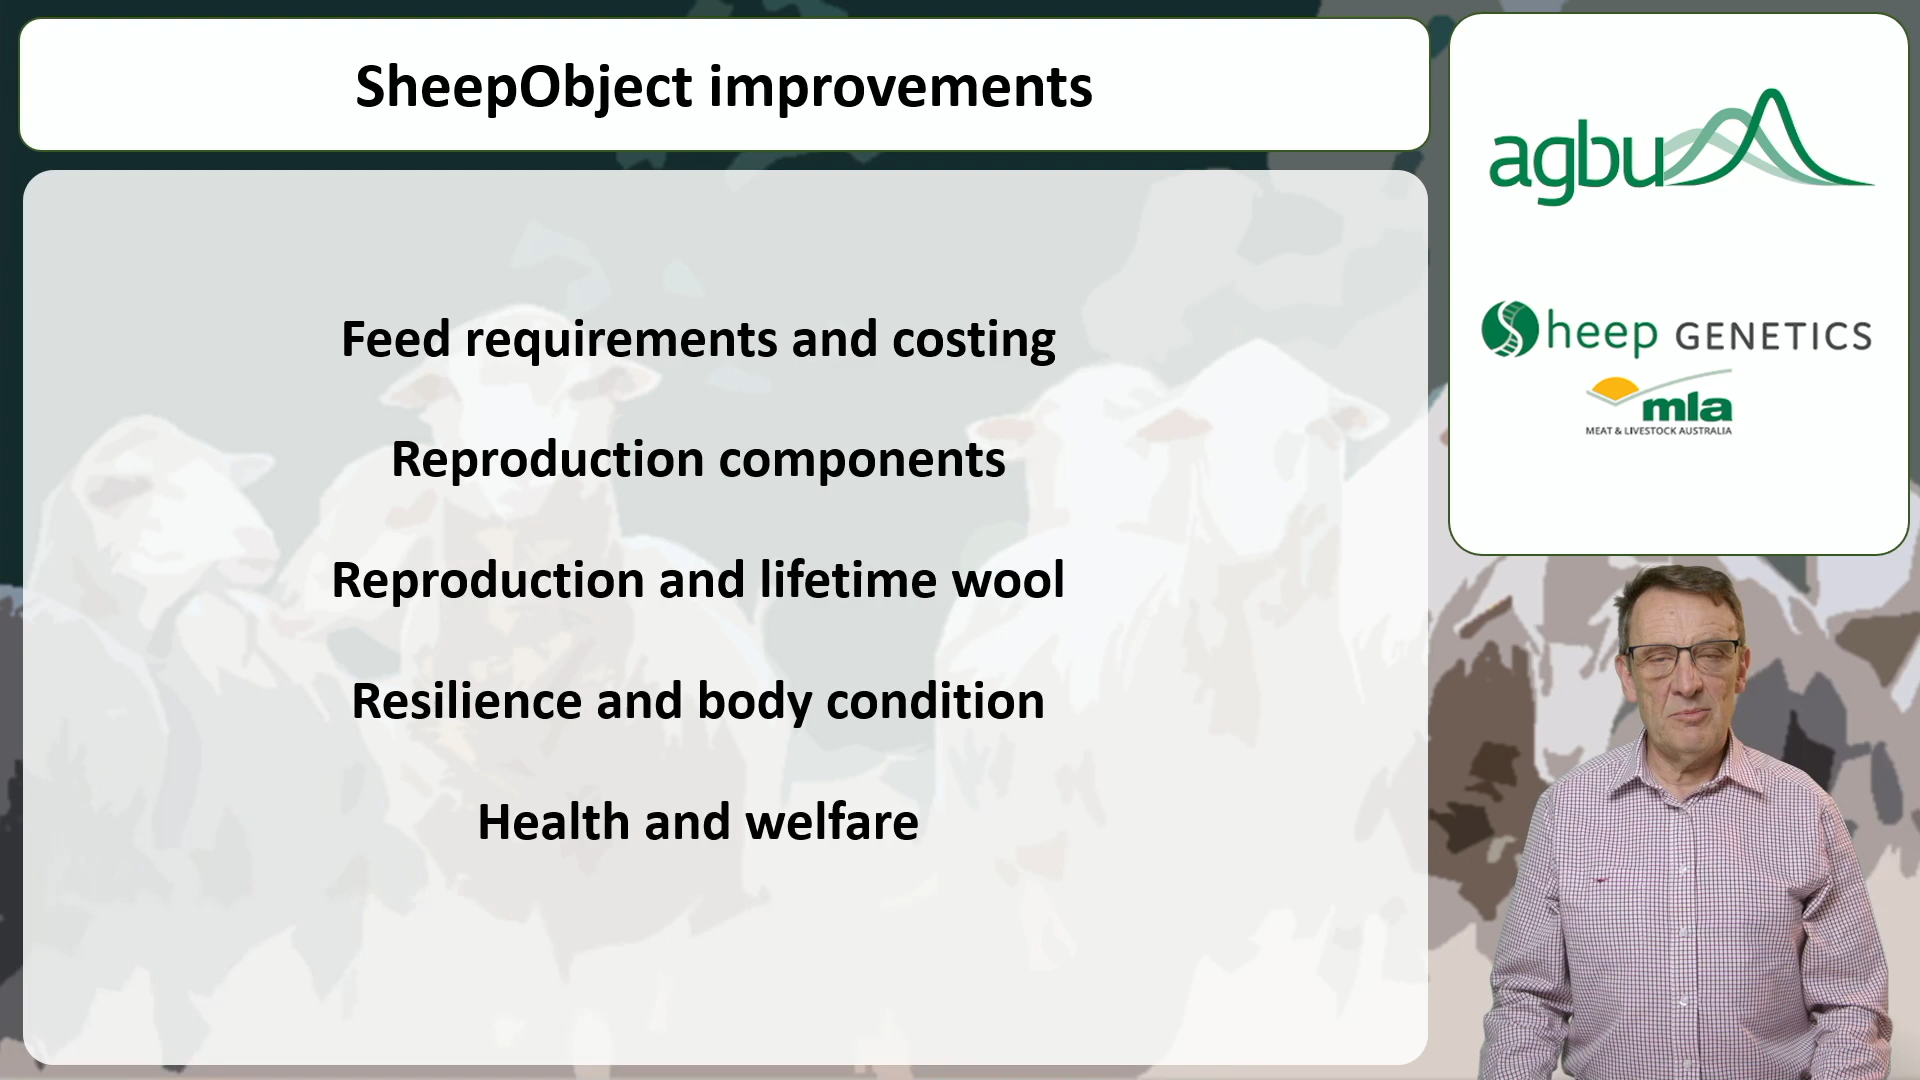 SheepObject improvements
Feed requirements and costing
Reproduction components
Reproduction and lifetime wool
Resilience and body condition
Health and welfare
agbu
Sheep GENETICS
mla
MEAT & LIVESTOCK AUSTRALIA